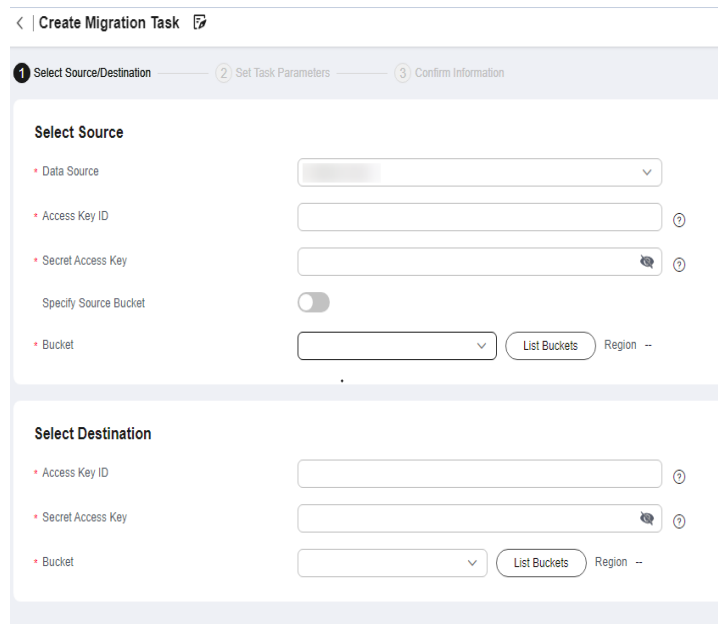 Create Migration Task
1 Select Source/Destination 2 Set Task Parameters 3 Confirm Information
Select Source
* Data Source
* Access Key ID
* Secret Access Key
Specify Source Bucket
* Bucket List Buckets Region --
Select Destination
* Access Key ID
* Secret Access Key
* Bucket List Buckets Region --